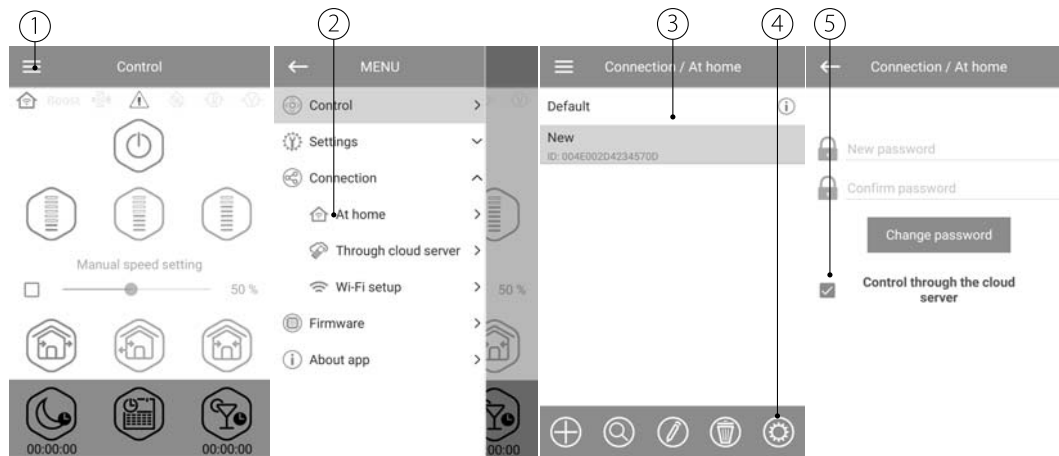 1
2
3
4
5
Control
Boost
Manual speed setting
50 %
00:00:00
00:00:00
MENU
Control
Settings
Connection
At home
Through cloud server
Wi-Fi setup
Firmware
About app
50 %
00:00
Connection / At home
Default
New
ID: 004E002D4234570D
Connection / At home
New password
Confirm password
Change password
Control through the cloud
server